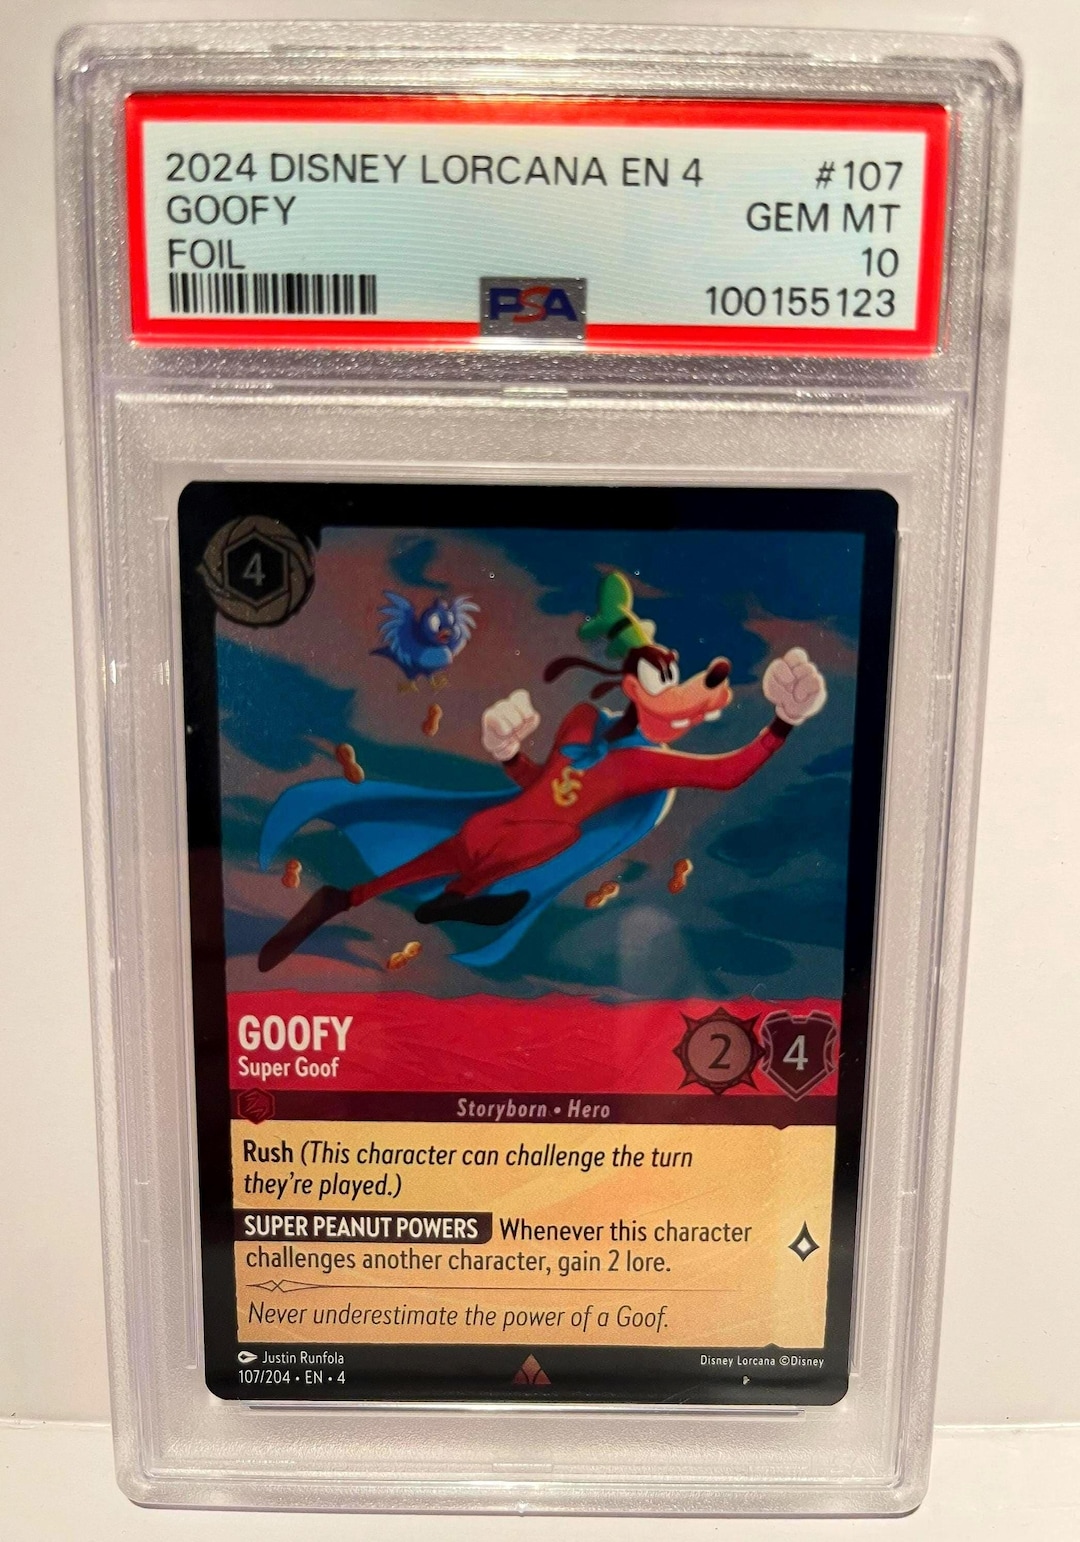 2024 DISNEY LORCANA EN 4 #107
GOOFY GEM MT
FOIL 10
PSA 100155123
4
GOOFY
Super Goof
2 4
Storyborn • Hero
Rush (This character can challenge the turn
they're played.)
SUPER PEANUT POWERS Whenever this character
challenges another character, gain 2 lore.
Never underestimate the power of a Goof.
Justin Runfola Disney Lorcana ©Disney
107/204 • EN • 4